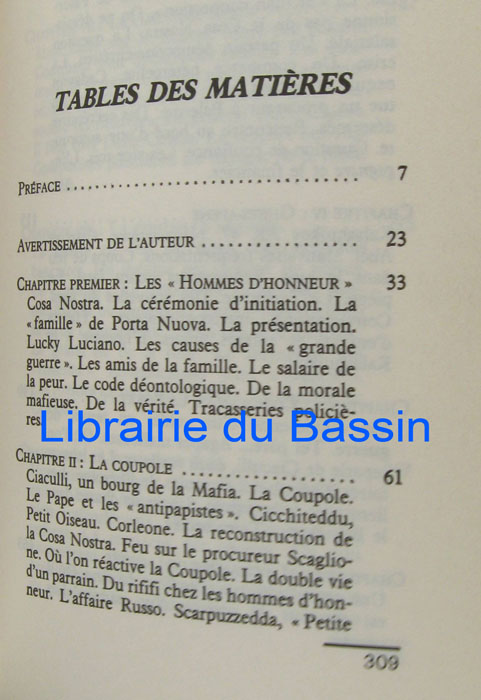 TABLES DES MATIÈRES
PRÉFACE .................................... 7
AVERTISSEMENT DE L'AUTEUR .................... 23
CHAPITRE PREMIER : LES « HOMMES D'HONNEUR » 33
Cosa Nostra. La cérémonie d'initiation. La
« famille » de Porta Nuova. La présentation.
Lucky Luciano. Les causes de la « grande
guerre ». Les amis de la famille. Le salaire de
la peur. Le code déontologique. De la morale
mafieuse. De la vérité. Tracasseries policiè-
res.
Librairie du Bassin
CHAPITRE II : LA COUPOLE ...................... 61
Ciaculli, un bourg de la Mafia. La Coupole.
Le Pape et les « antipapistes ». Cicchiteddu,
Petit Oiseau. Corleone. La reconstruction de
la Cosa Nostra. Feu sur le procureur Scaglio-
ne. Où l'on réactive la Coupole. La double vie
d'un parrain. Du rififi chez les hommes d'hon-
neur. L'affaire Russo. Scarpuzzedda, « Petite
309